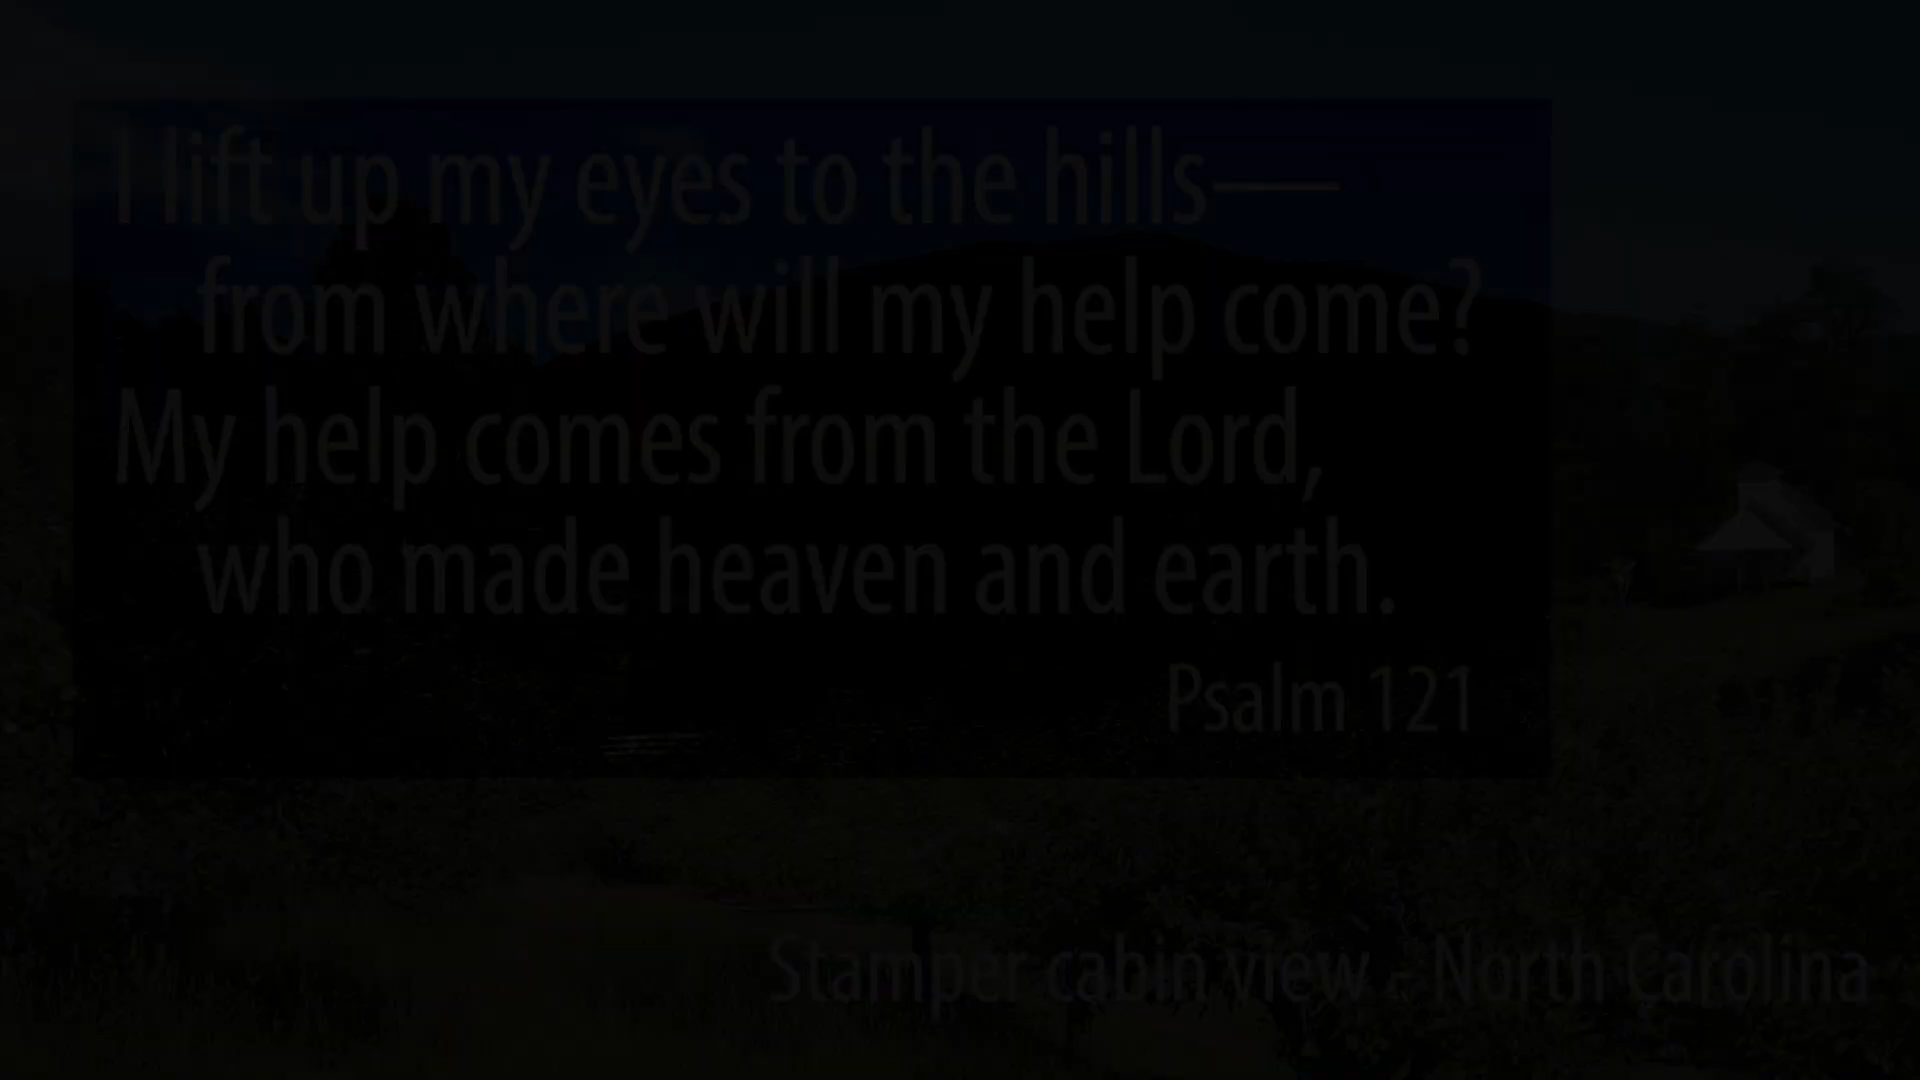 I lift up my eyes to the hills—
from where will my help come?
My help comes from the Lord,
who made heaven and earth.
Psalm 121
Stamper cabin view - North Carolina